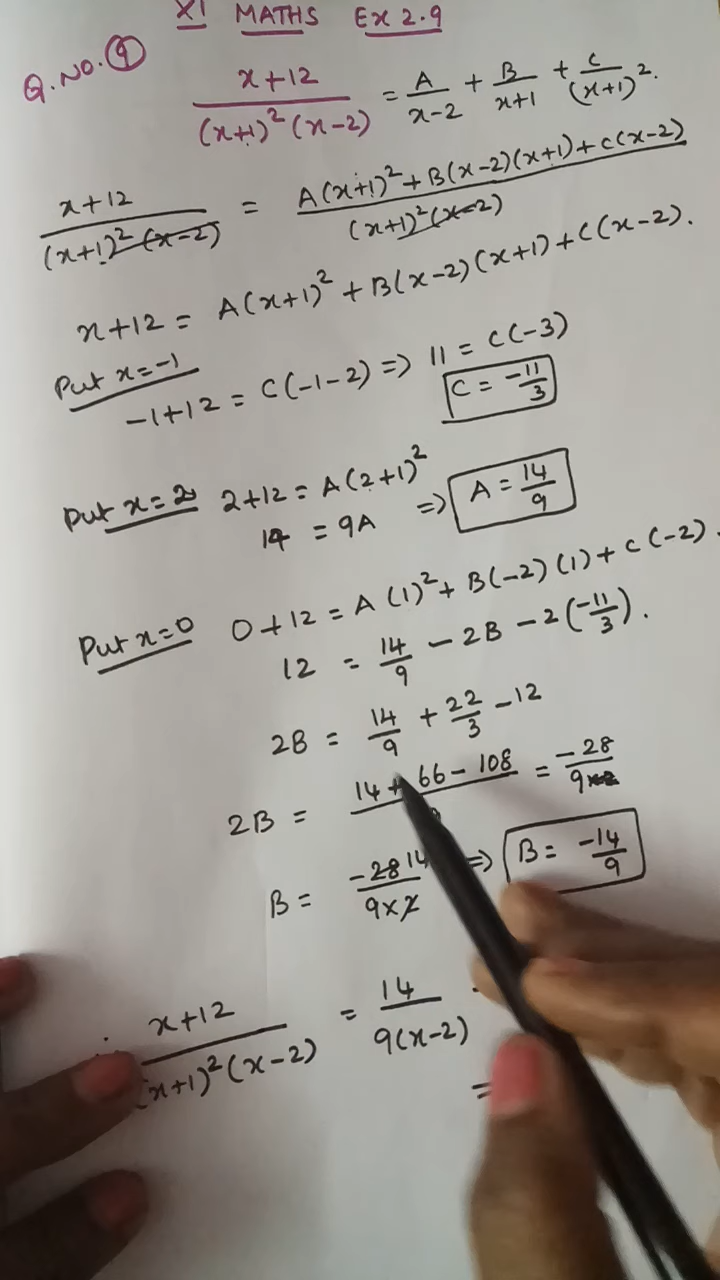 XI MATHS Ex 2.9
Q.NO.⑨ x+12/(x+1)²(x-2) = A/x-2 + B/x+1 + C/(x+1)².
x+12/(x+1)²(x-2) = A(x+1)²+B(x-2)(x+1)+C(x-2)/(x+1)²(x-2)
x+12 = A(x+1)²+B(x-2)(x+1)+C(x-2).
Put x=-1
-1+12 = C(-1-2) => 11 = C(-3)
C = -11/3
Put x=2 2+12 = A(2+1)²
14 = 9A => A = 14/9
Put x=0 0+12 = A(1)²+B(-2)(1)+C(-2).
12 = 14/9 - 2B - 2(-11/3).
2B = 14/9 + 22/3 - 12
2B = 14+66-108/ = -28/9
B = -28 14/9x2 => B = -14/9
x+12/(x+1)²(x-2) = 14/9(x-2)
=